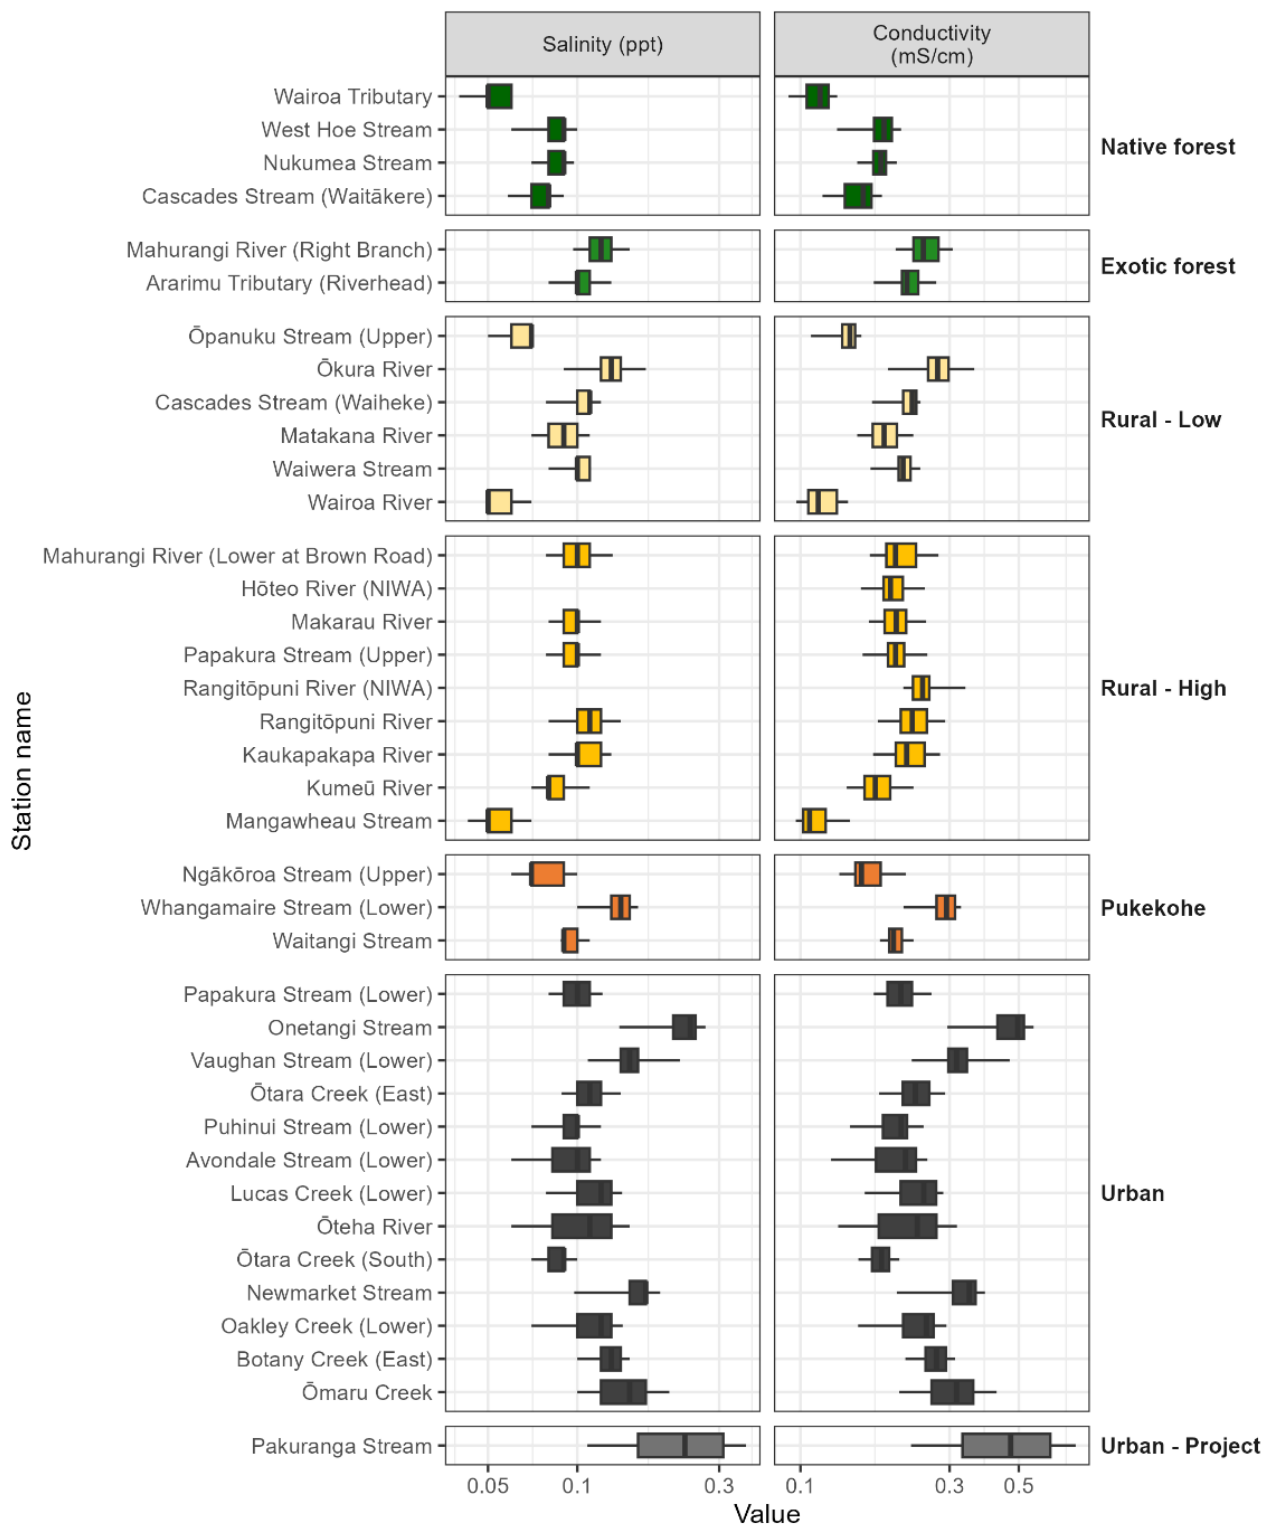 Salinity (ppt)
Conductivity
(mS/cm)
Wairoa Tributary
West Hoe Stream
Nukumea Stream
Cascades Stream (Waitākere)
Native forest
Mahurangi River (Right Branch)
Ararimu Tributary (Riverhead)
Exotic forest
Ōpanuku Stream (Upper)
Ōkura River
Cascades Stream (Waiheke)
Matakana River
Waiwera Stream
Wairoa River
Rural - Low
Mahurangi River (Lower at Brown Road)
Hōteo River (NIWA)
Makarau River
Papakura Stream (Upper)
Rangitōpuni River (NIWA)
Rangitōpuni River
Kaukapakapa River
Kumeū River
Mangawheau Stream
Rural - High
Ngākōroa Stream (Upper)
Whangamaire Stream (Lower)
Waitangi Stream
Pukekohe
Papakura Stream (Lower)
Onetangi Stream
Vaughan Stream (Lower)
Ōtara Creek (East)
Puhinui Stream (Lower)
Avondale Stream (Lower)
Lucas Creek (Lower)
Ōteha River
Ōtara Creek (South)
Newmarket Stream
Oakley Creek (Lower)
Botany Creek (East)
Ōmaru Creek
Urban
Pakuranga Stream
Urban - Project
0.05 0.1 0.3
0.1 0.3 0.5
Value
Station name